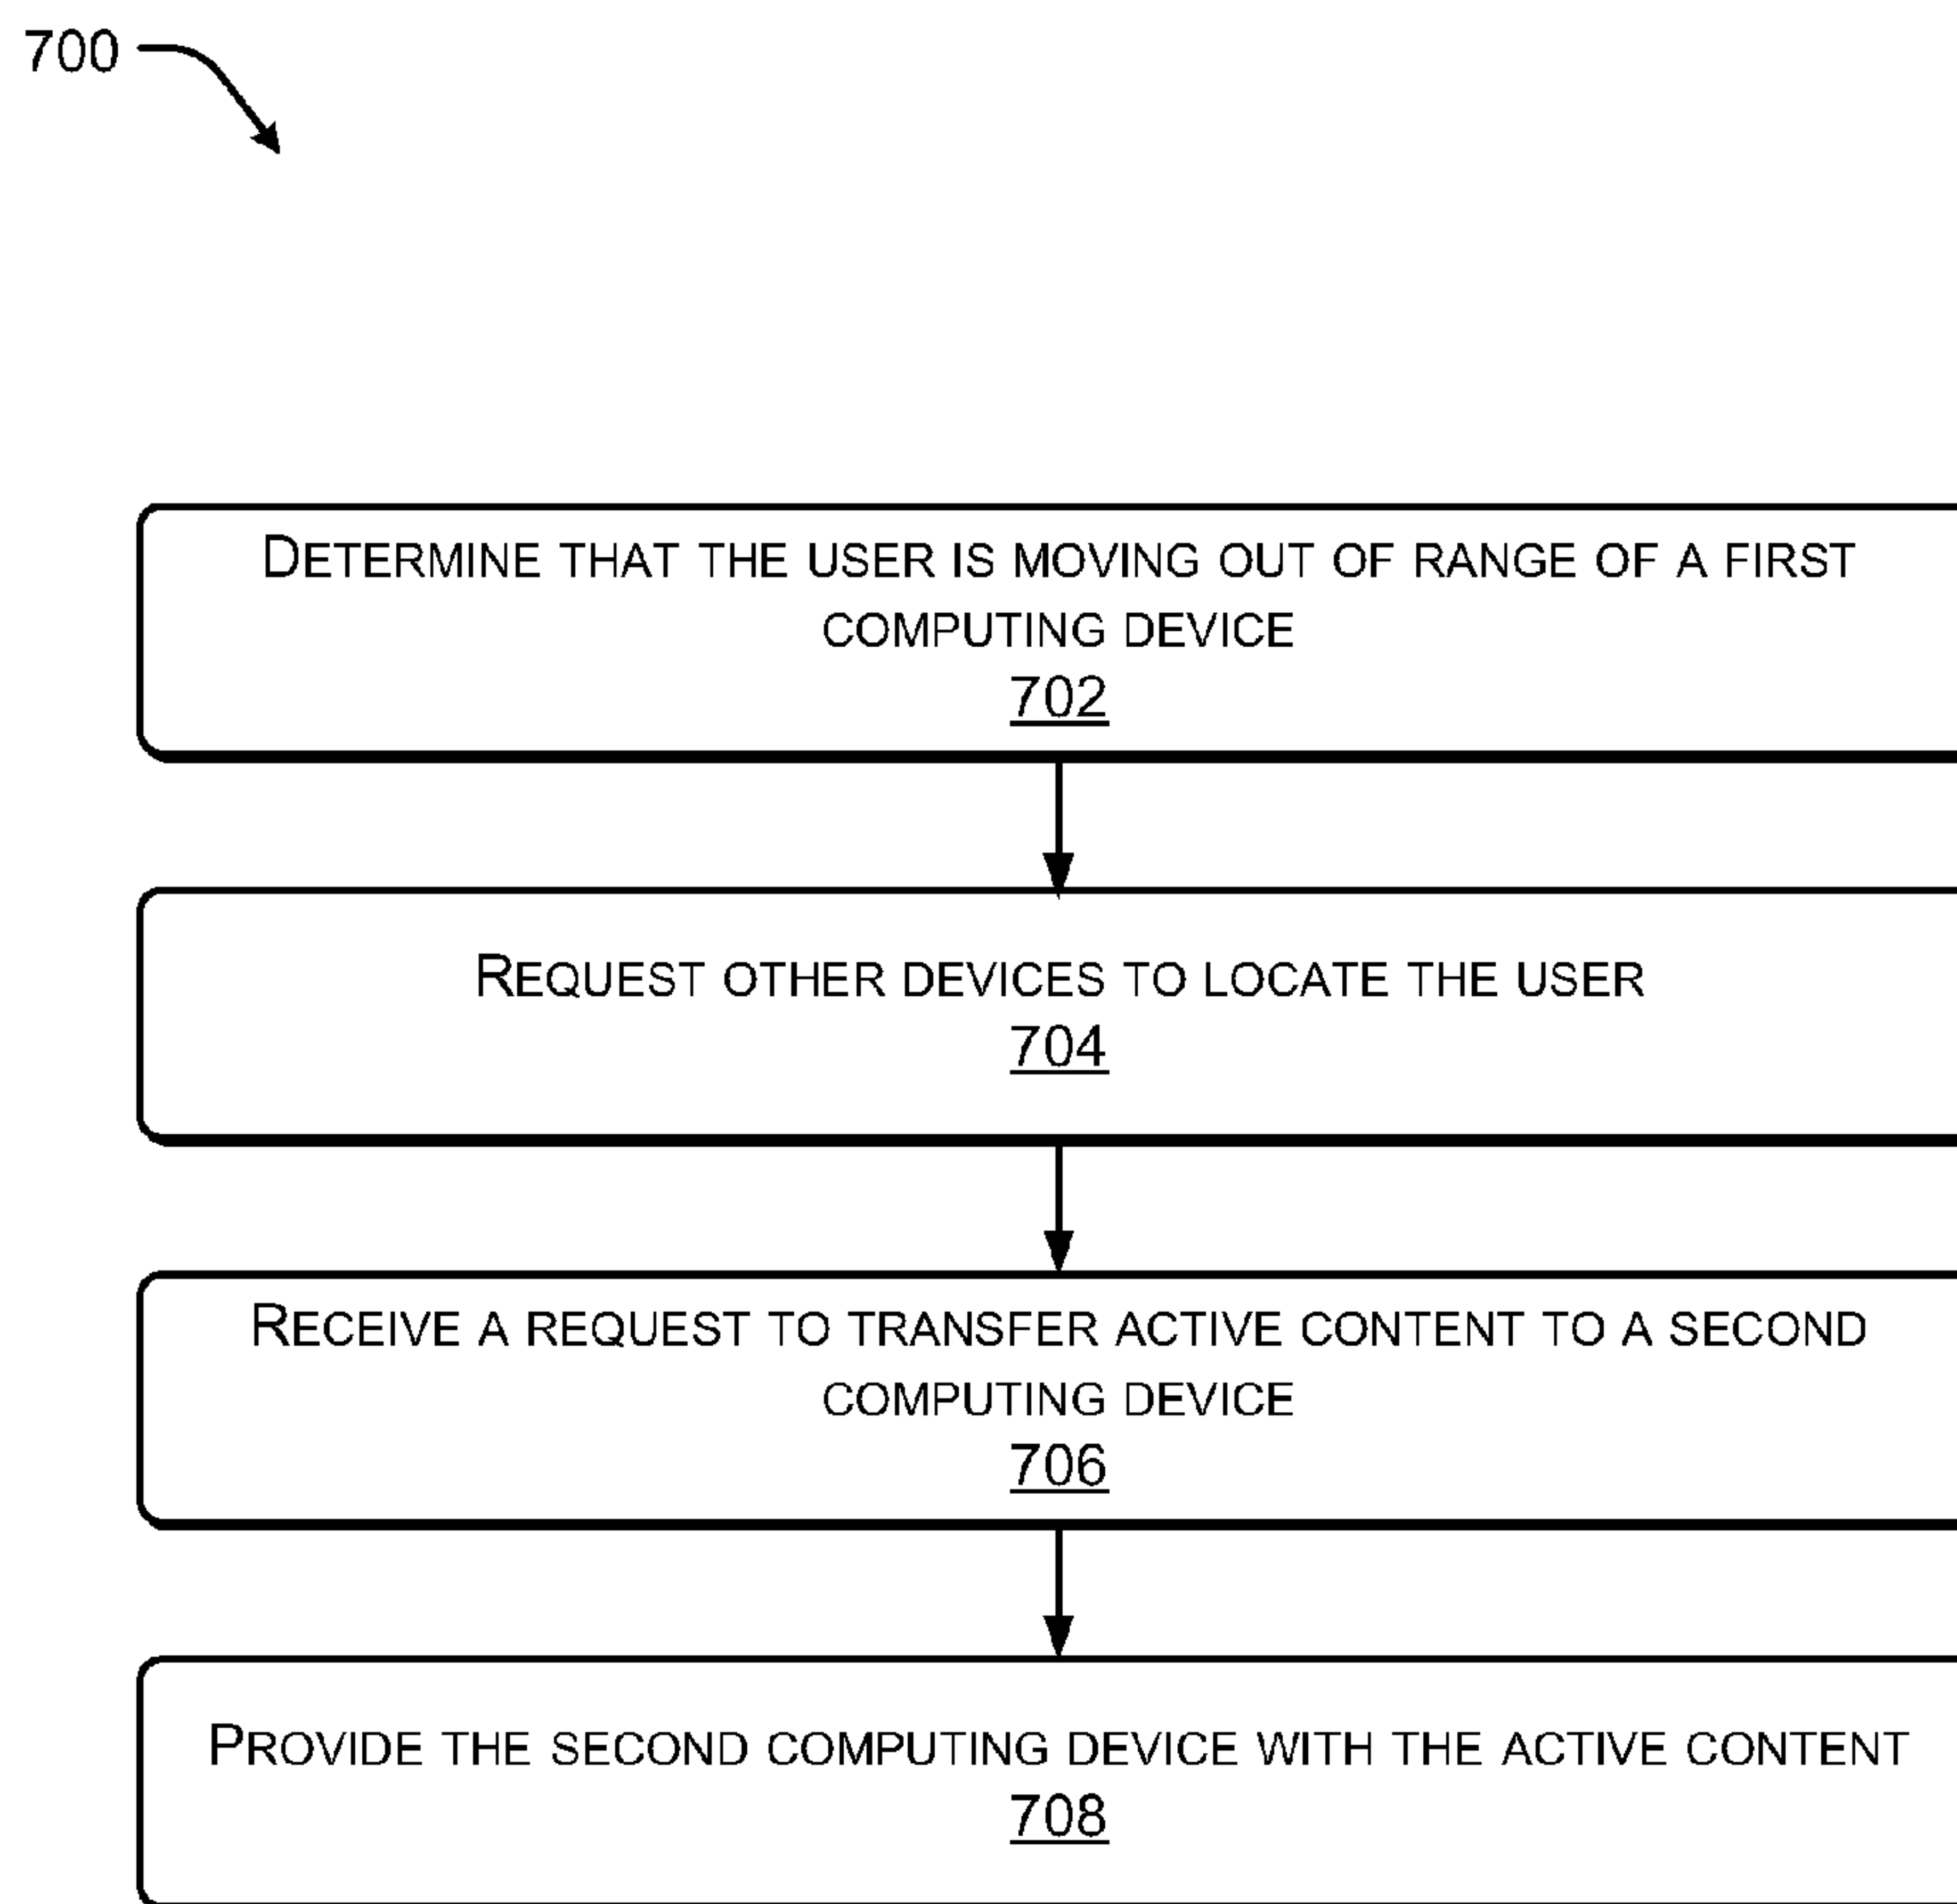 700
DETERMINE THAT THE USER IS MOVING OUT OF RANGE OF A FIRST
COMPUTING DEVICE
702
REQUEST OTHER DEVICES TO LOCATE THE USER
704
RECEIVE A REQUEST TO TRANSFER ACTIVE CONTENT TO A SECOND
COMPUTING DEVICE
706
PROVIDE THE SECOND COMPUTING DEVICE WITH THE ACTIVE CONTENT
708